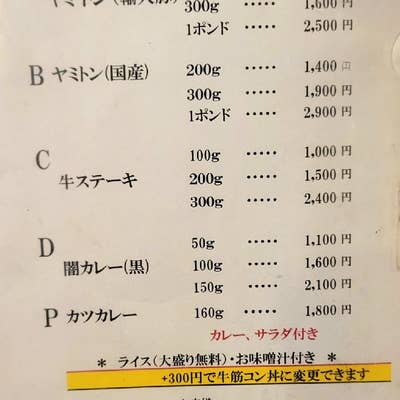 300g ····· 1,600円
1ポンド ····· 2,500円
B ヤミトン(国産) 200g ····· 1,400円
300g ····· 1,900円
1ポンド ····· 2,900円
C 100g ····· 1,000円
牛ステーキ 200g ····· 1,500円
300g ····· 2,400円
D 50g ····· 1,100円
闇カレー(黒) 100g ····· 1,600円
150g ····· 2,100円
P カツカレー 160g ····· 1,800円
カレー、サラダ付き
* ライス(大盛り無料)・お味噌汁付き *
+300円で牛筋コン丼に変更できます